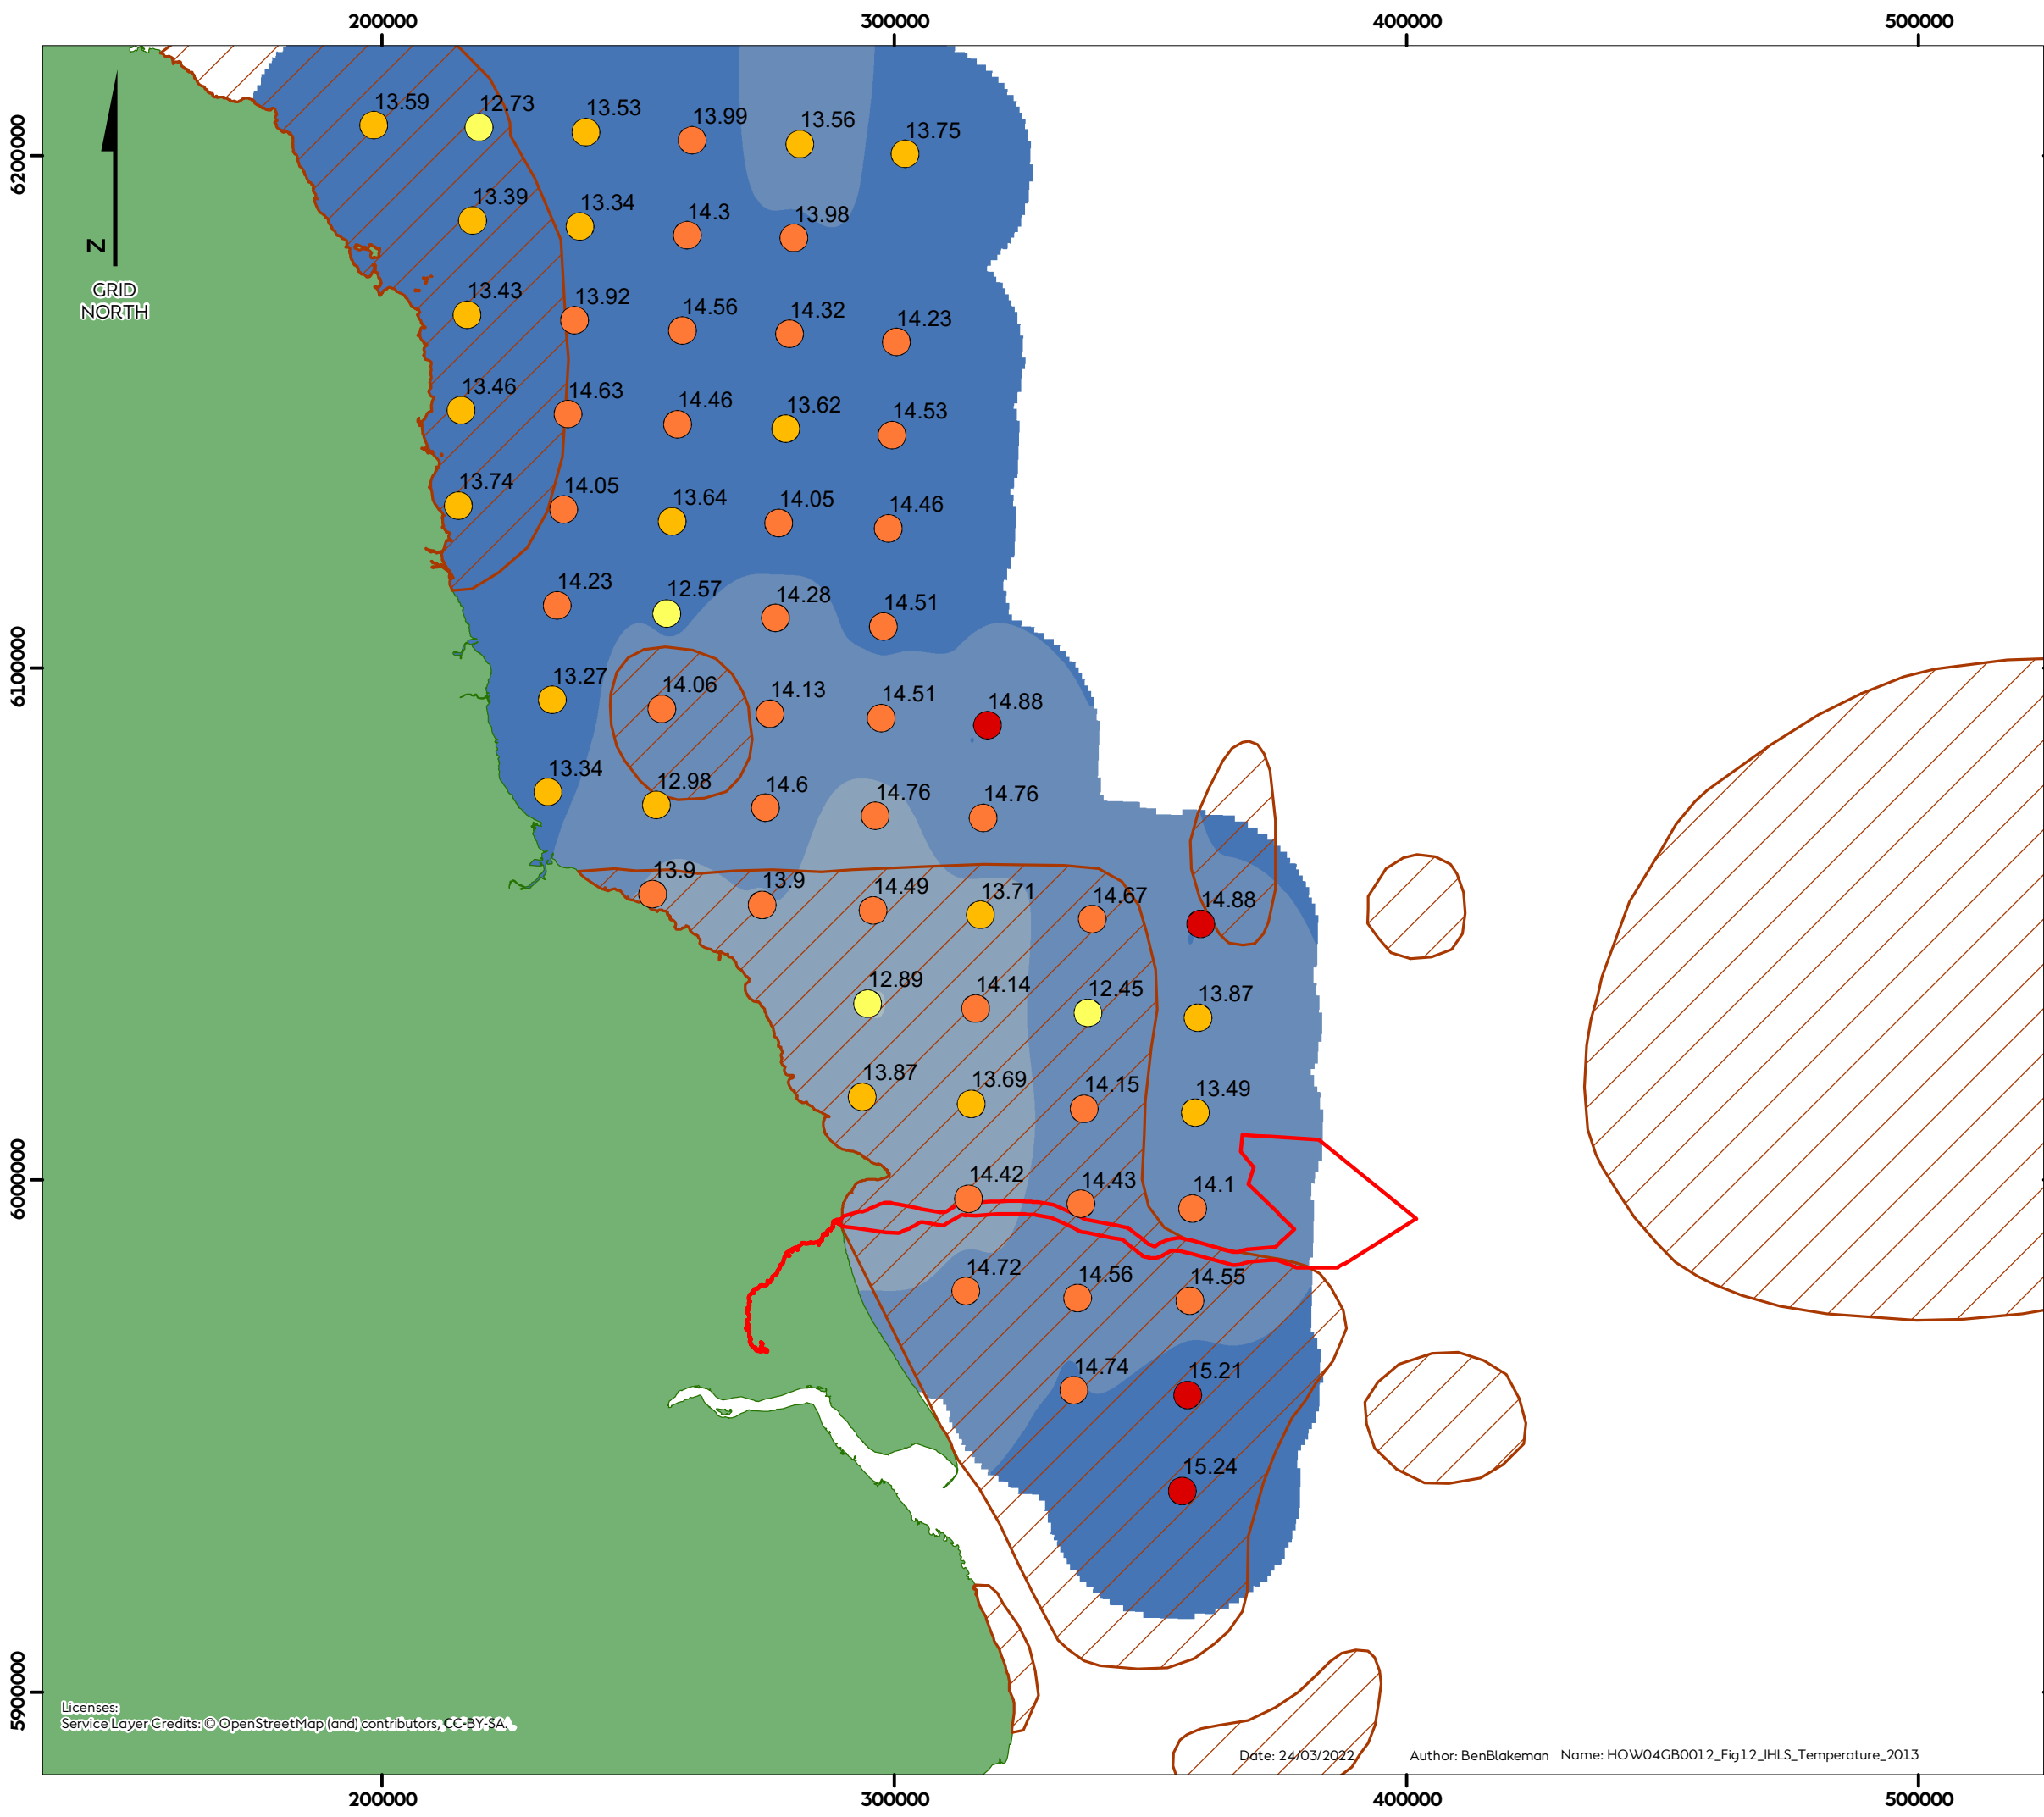 200000 300000 400000 500000
13.59 12.73 13.53 13.99 13.56 13.75
6200000
13.39 13.34 14.3 13.98
N
GRID
NORTH
13.43 13.92 14.56 14.32 14.23
13.46 14.63 14.46 13.62 14.53
13.74 14.05 13.64 14.05 14.46
14.23 12.57 14.28 14.51
6100000
13.27 14.06 14.13 14.51 14.88
13.34 12.98 14.6 14.76 14.76
13.9 13.9 14.49 13.71 14.67 14.88
12.89 14.14 12.45 13.87
13.87 13.69 14.15 13.49
6000000
14.42 14.43 14.1
14.72 14.56 14.55
14.74 15.21
15.24
5900000
Licenses:
Service Layer Credits: © OpenStreetMap (and) contributors, CC-BY-SA.
Date: 24/03/2022 Author: BenBlakeman Name: HOW04GB0012_Fig12_IHLS_Temperature_2013
200000 300000 400000 500000